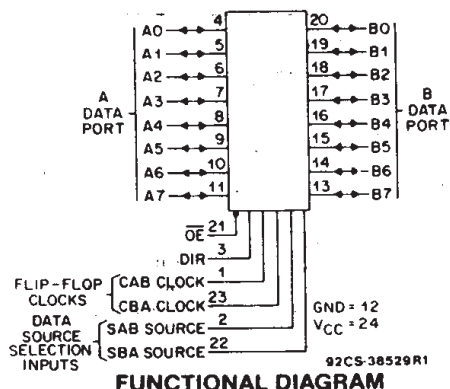 A0 4 20 B0
A1 5 19 B1
A2 6 18 B2
A3 7 17 B3
A4 8 16 B4
A5 9 15 B5
A6 10 14 B6
A7 11 13 B7
A
DATA
PORT
B
DATA
PORT
OE 21
DIR 3
FLIP-FLOP
CLOCKS
CAB CLOCK 1
CBA CLOCK 23
DATA
SOURCE
SELECTION
INPUTS
SAB SOURCE 2
SBA SOURCE 22
GND = 12
VCC = 24
92CS-38529R1
FUNCTIONAL DIAGRAM